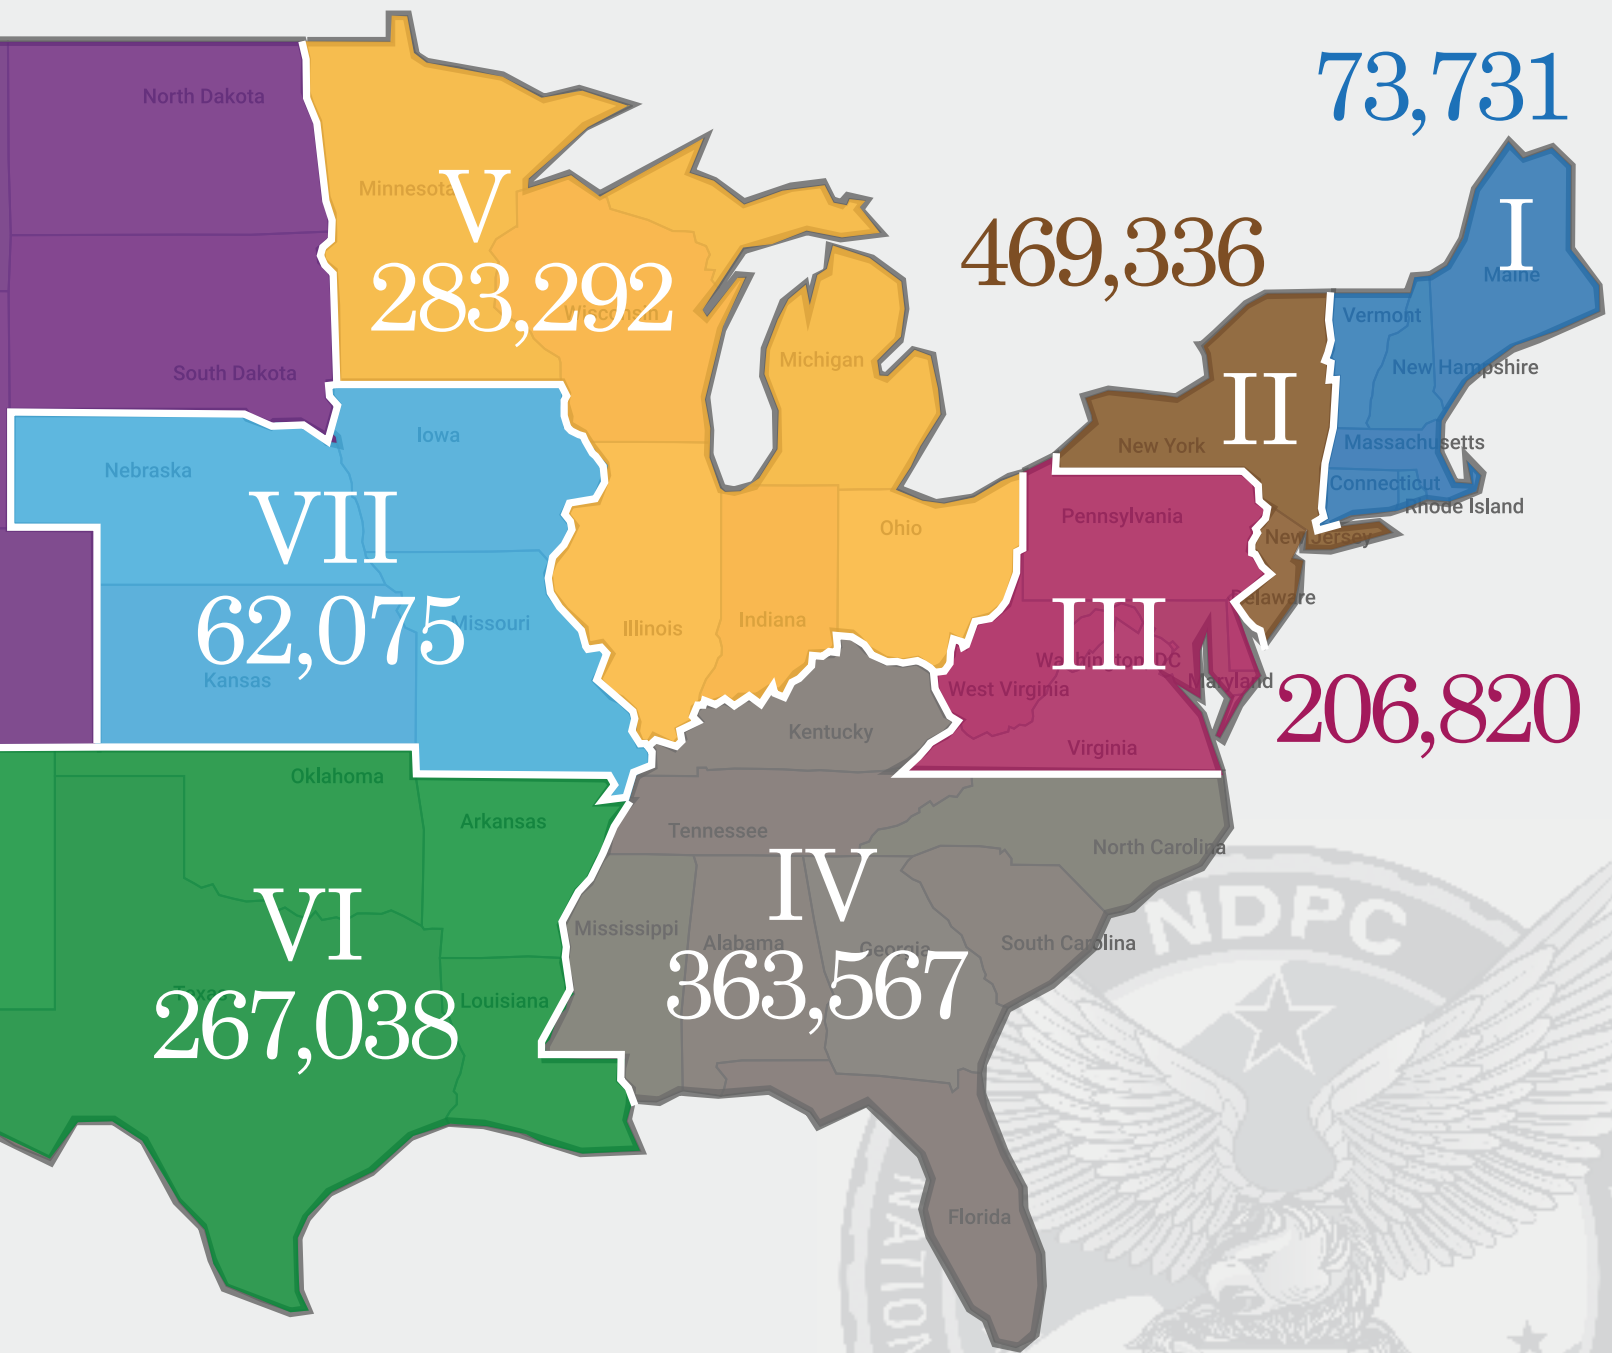 73,731
North Dakota
V
Minnesota
283,292
Wisconsin
469,336
I
Maine
Vermont
New Hampshire
Michigan
South Dakota
II
New York
Massachusetts
Connecticut
Rhode Island
New Jersey
Iowa
Nebraska
VII
62,075
Missouri
Kansas
Ohio
Indiana
Illinois
Pennsylvania
Delaware
III
Washington DC
Maryland
West Virginia
206,820
Virginia
Kentucky
Oklahoma
Arkansas
Tennessee
North Carolina
VI
IV
Mississippi
Alabama
Georgia
South Carolina
363,567
Texas
Louisiana
267,038
Florida
NDPC
NATION